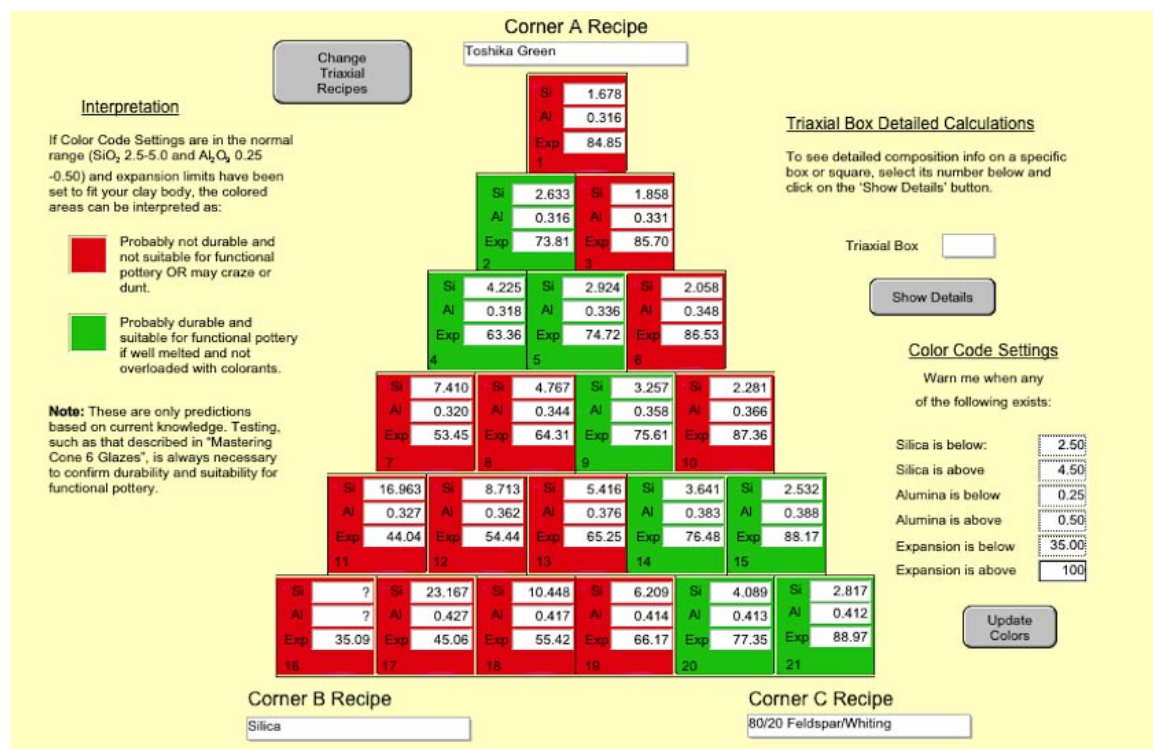 Corner A Recipe
Toshika Green
Change
Triaxial
Recipes
Interpretation
If Color Code Settings are in the normal
range (SiO₂ 2.5-5.0 and Al₂O₃ 0.25
-0.50) and expansion limits have been
set to fit your clay body, the colored
areas can be interpreted as:
Probably not durable and
not suitable for functional
pottery OR may craze or
dunt.
Probably durable and
suitable for functional pottery
if well melted and not
overloaded with colorants.
Note: These are only predictions
based on current knowledge. Testing,
such as that described in "Mastering
Cone 6 Glazes", is always necessary
to confirm durability and suitability for
functional pottery.
Si 1.678
Al 0.316
Exp 84.85
1
Si 2.633 Si 1.858
Al 0.316 Al 0.331
Exp 73.81 Exp 85.70
2 3
Si 4.225 Si 2.924 Si 2.058
Al 0.318 Al 0.336 Al 0.348
Exp 63.36 Exp 74.72 Exp 86.53
4 5 6
Si 7.410 Si 4.767 Si 3.257 Si 2.281
Al 0.320 Al 0.344 Al 0.358 Al 0.366
Exp 53.45 Exp 64.31 Exp 75.61 Exp 87.36
7 8 9 10
Si 16.963 Si 8.713 Si 5.416 Si 3.641 Si 2.532
Al 0.327 Al 0.362 Al 0.376 Al 0.383 Al 0.388
Exp 44.04 Exp 54.44 Exp 65.25 Exp 76.48 Exp 88.17
11 12 13 14 15
Si ? Si 23.167 Si 10.448 Si 6.209 Si 4.089 Si 2.817
Al ? Al 0.427 Al 0.417 Al 0.414 Al 0.413 Al 0.412
Exp 35.09 Exp 45.06 Exp 55.42 Exp 66.17 Exp 77.35 Exp 88.97
16 17 18 19 20 21
Triaxial Box Detailed Calculations
To see detailed composition info on a specific
box or square, select its number below and
click on the 'Show Details' button.
Triaxial Box
Show Details
Color Code Settings
Warn me when any
of the following exists:
Silica is below: 2.50
Silica is above 4.50
Alumina is below 0.25
Alumina is above 0.50
Expansion is below 35.00
Expansion is above 100
Update
Colors
Corner B Recipe
Silica
Corner C Recipe
80/20 Feldspar/Whiting